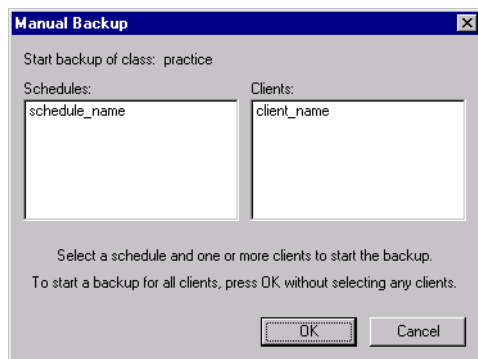 Manual Backup
Start backup of class: practice
Schedules:
Clients:
schedule_name
client_name
Select a schedule and one or more clients to start the backup.
To start a backup for all clients, press OK without selecting any clients.
OK
Cancel